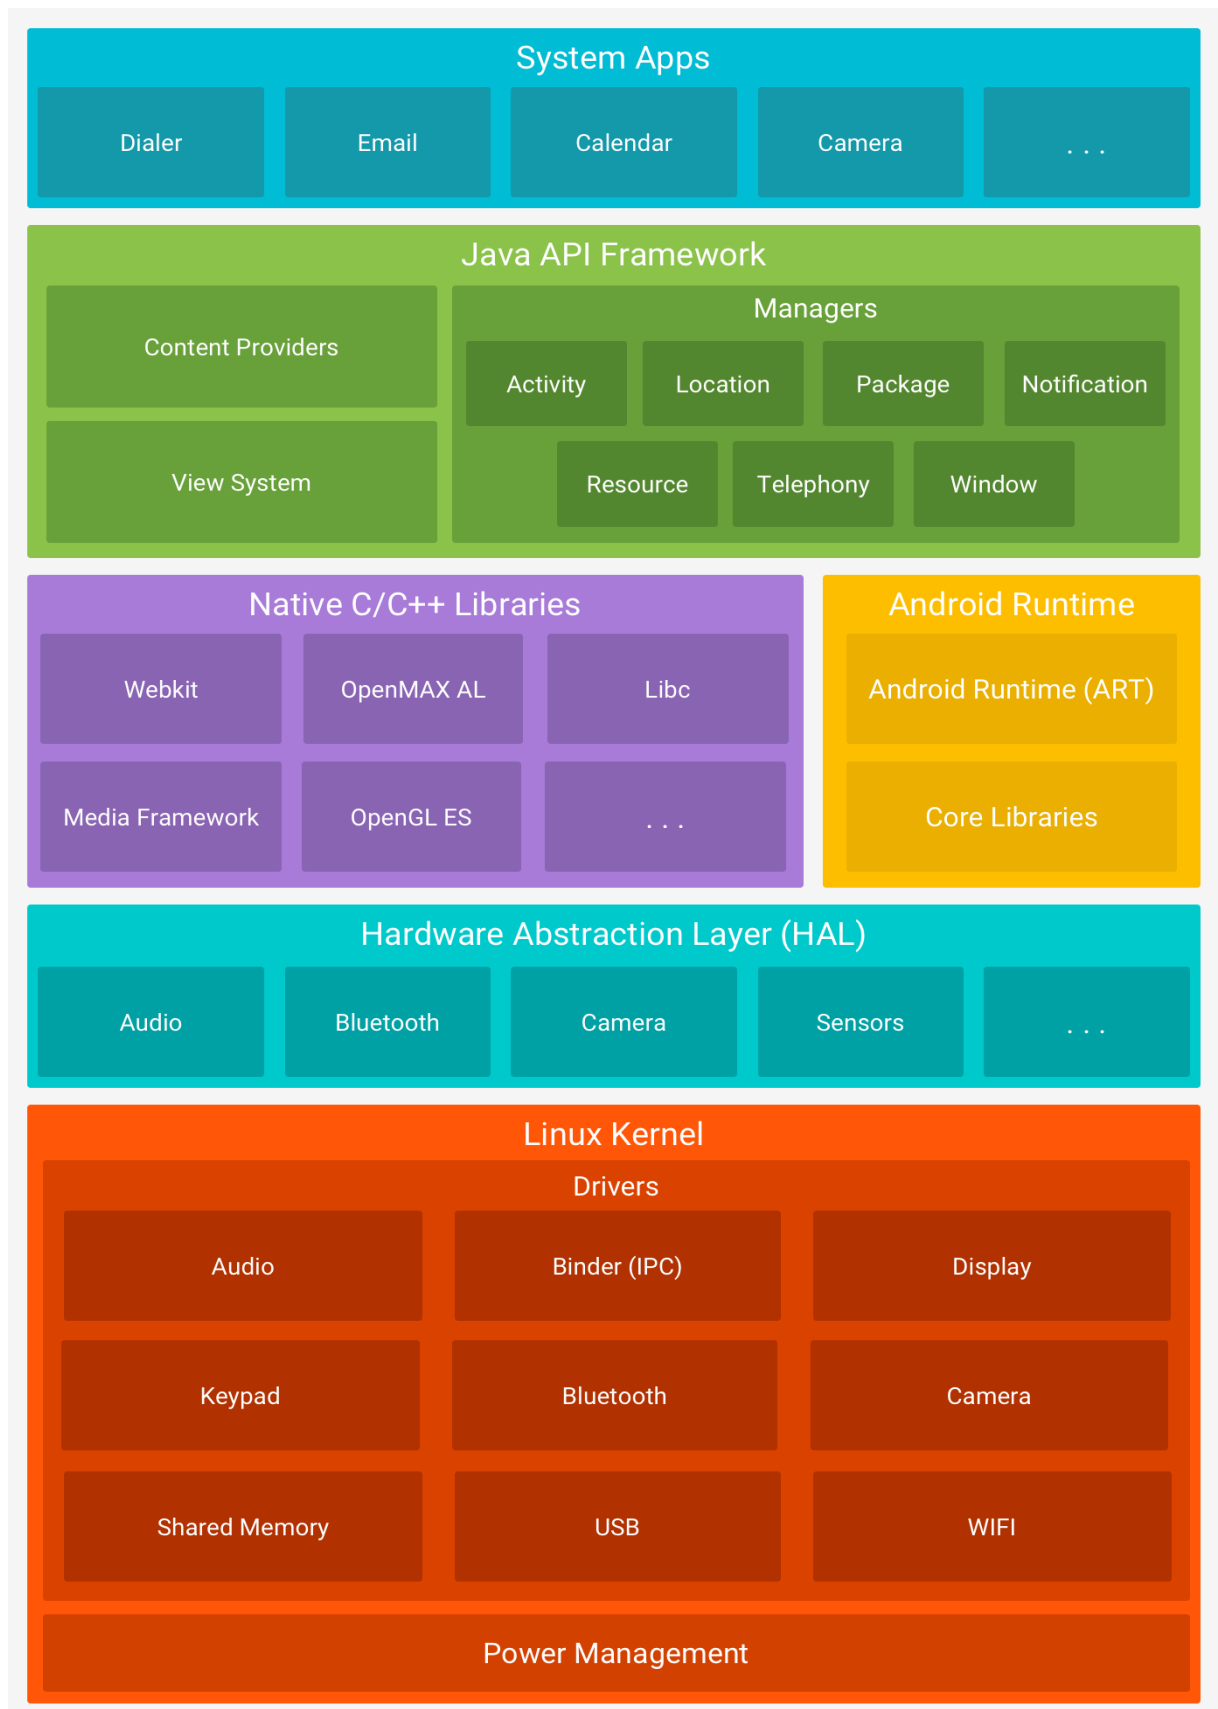 System Apps
Dialer
Email
Calendar
Camera
. . .
Java API Framework
Content Providers
View System
Managers
Activity
Location
Package
Notification
Resource
Telephony
Window
Native C/C++ Libraries
Webkit
OpenMAX AL
Libc
Media Framework
OpenGL ES
. . .
Android Runtime
Android Runtime (ART)
Core Libraries
Hardware Abstraction Layer (HAL)
Audio
Bluetooth
Camera
Sensors
. . .
Linux Kernel
Drivers
Audio
Binder (IPC)
Display
Keypad
Bluetooth
Camera
Shared Memory
USB
WIFI
Power Management